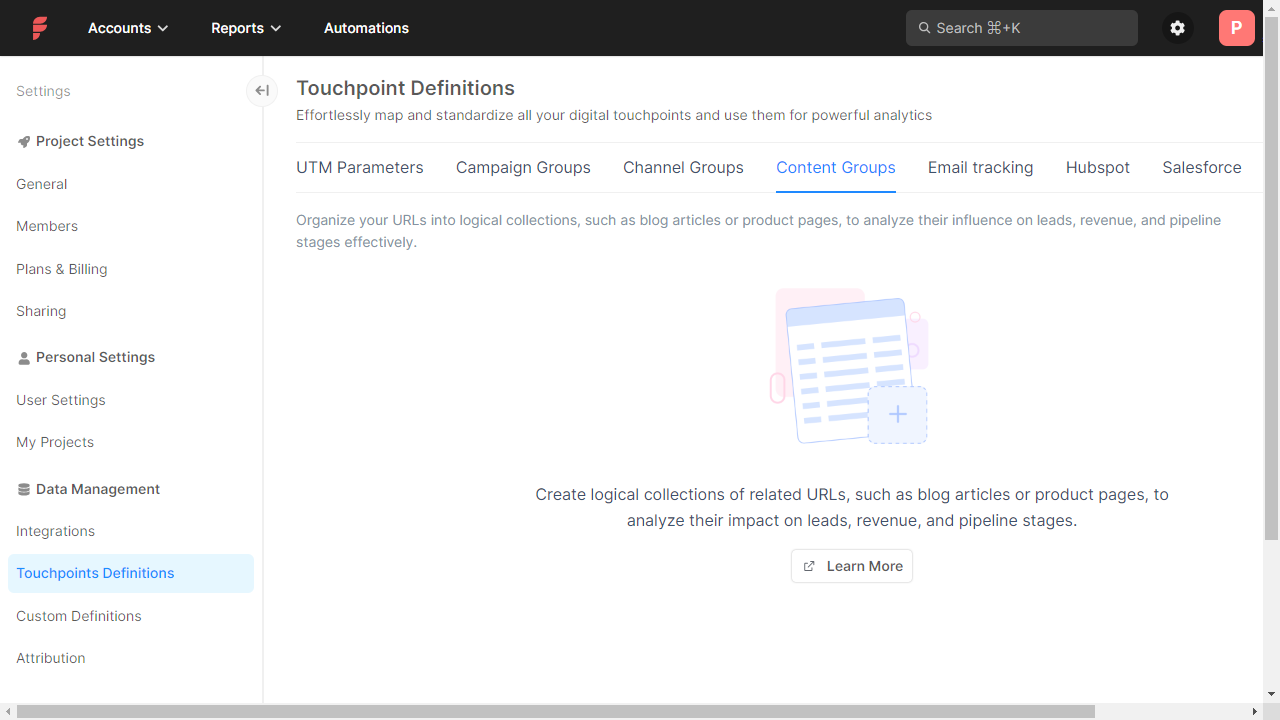 Accounts
Reports
Automations
Search ⌘+K
P
Settings
Project Settings
General
Members
Plans & Billing
Sharing
Personal Settings
User Settings
My Projects
Data Management
Integrations
Touchpoints Definitions
Custom Definitions
Attribution
Touchpoint Definitions
Effortlessly map and standardize all your digital touchpoints and use them for powerful analytics
UTM Parameters
Campaign Groups
Channel Groups
Content Groups
Email tracking
Hubspot
Salesforce
Organize your URLs into logical collections, such as blog articles or product pages, to analyze their influence on leads, revenue, and pipeline
stages effectively.
Create logical collections of related URLs, such as blog articles or product pages, to
analyze their impact on leads, revenue, and pipeline stages.
Learn More